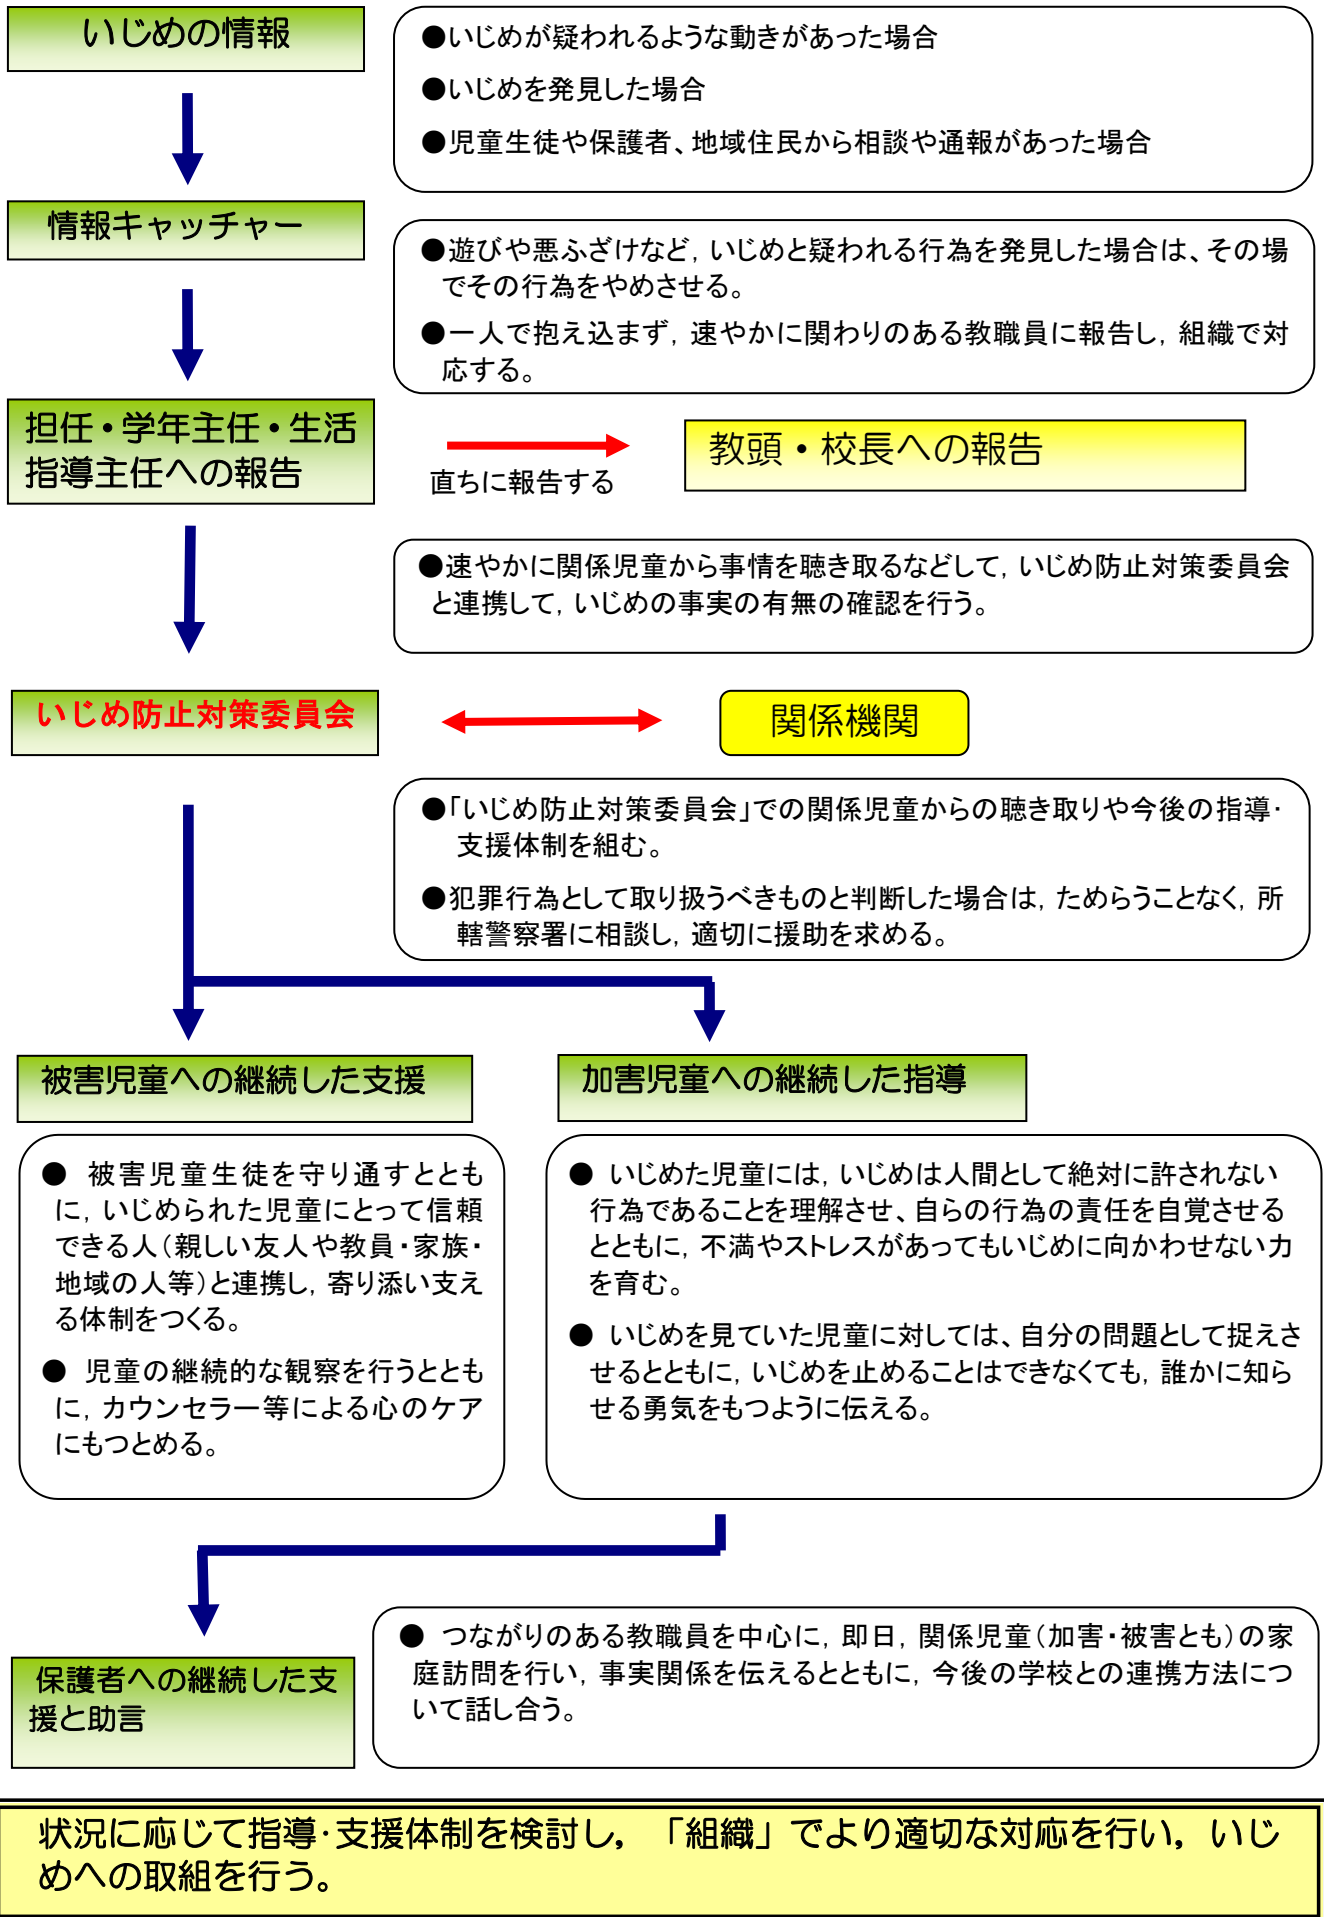 いじめの情報
●いじめが疑われるような動きがあった場合
●いじめを発見した場合
●児童生徒や保護者、地域住民から相談や通報があった場合
情報キャッチャー
●遊びや悪ふざけなど，いじめと疑われる行為を発見した場合は、その場
でその行為をやめさせる。
●一人で抱え込まず，速やかに関わりのある教職員に報告し，組織で対
応する。
担任・学年主任・生活
指導主任への報告
直ちに報告する
教頭・校長への報告
●速やかに関係児童から事情を聴き取るなどして，いじめ防止対策委員会
と連携して，いじめの事実の有無の確認を行う。
いじめ防止対策委員会
関係機関
●「いじめ防止対策委員会」での関係児童からの聴き取りや今後の指導・
支援体制を組む。
●犯罪行為として取り扱うべきものと判断した場合は，ためらうことなく，所
轄警察署に相談し，適切に援助を求める。
被害児童への継続した支援
● 被害児童生徒を守り通すととも
に，いじめられた児童にとって信頼
できる人（親しい友人や教員・家族・
地域の人等）と連携し，寄り添い支え
る体制をつくる。
● 児童の継続的な観察を行うととも
に，カウンセラー等による心のケア
にもつとめる。
加害児童への継続した指導
● いじめた児童には，いじめは人間として絶対に許されない
行為であることを理解させ、自らの行為の責任を自覚させる
とともに，不満やストレスがあってもいじめに向かわせない力
を育む。
● いじめを見ていた児童に対しては、自分の問題として捉えさ
せるとともに，いじめを止めることはできなくても，誰かに知ら
せる勇気をもつように伝える。
保護者への継続した支
援と助言
● つながりのある教職員を中心に，即日，関係児童（加害・被害とも）の家
庭訪問を行い，事実関係を伝えるとともに，今後の学校との連携方法につ
いて話し合う。
状況に応じて指導・支援体制を検討し，「組織」でより適切な対応を行い，いじ
めへの取組を行う。